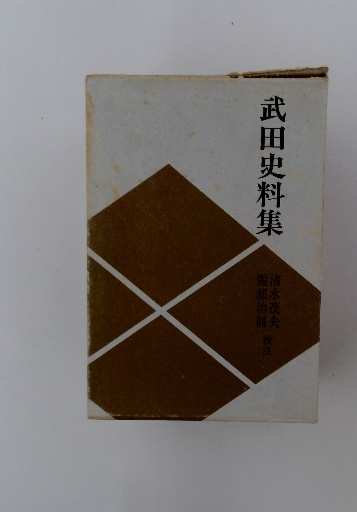 武田史料集
清水茂夫
服部治則 校注